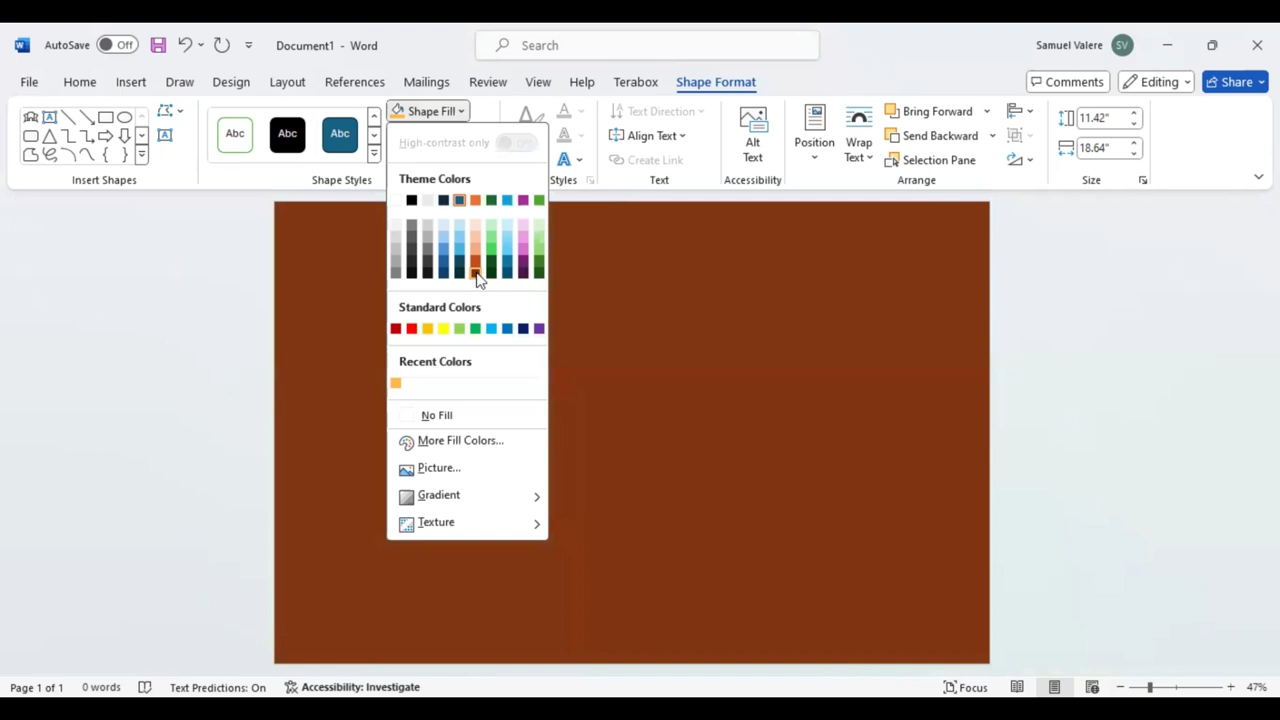 AutoSave Off Document1 - Word Search Samuel Valere SV
File Home Insert Draw Design Layout References Mailings Review View Help Terabox Shape Format Comments Editing Share
Abc Abc Abc Shape Fill Text Direction 11.42" Bring Forward
High-contrast only Align Text Alt Text Position Wrap Text Send Backward 18.64"
Create Link Selection Pane
Insert Shapes Shape Styles Styles Text Accessibility Arrange Size
Theme Colors
Standard Colors
Recent Colors
No Fill
More Fill Colors...
Picture...
Gradient
Texture
Page 1 of 1 0 words Text Predictions: On Accessibility: Investigate Focus 47%